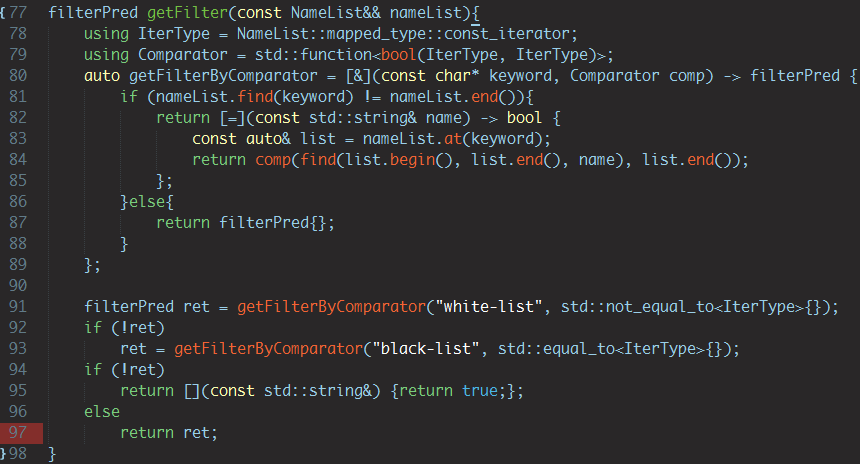 {77 filterPred getFilter(const NameList&& nameList){
78 using IterType = NameList::mapped_type::const_iterator;
79 using Comparator = std::function<bool(IterType, IterType)>;
80 auto getFilterByComparator = [&](const char* keyword, Comparator comp) -> filterPred {
81 if (nameList.find(keyword) != nameList.end()){
82 return [=](const std::string& name) -> bool {
83 const auto& list = nameList.at(keyword);
84 return comp(find(list.begin(), list.end(), name), list.end());
85 };
86 }else{
87 return filterPred{};
88 }
89 };
90
91 filterPred ret = getFilterByComparator("white-list", std::not_equal_to<IterType>{});
92 if (!ret)
93 ret = getFilterByComparator("black-list", std::equal_to<IterType>{});
94 if (!ret)
95 return [](const std::string&) {return true;};
96 else
97 return ret;
}98 }